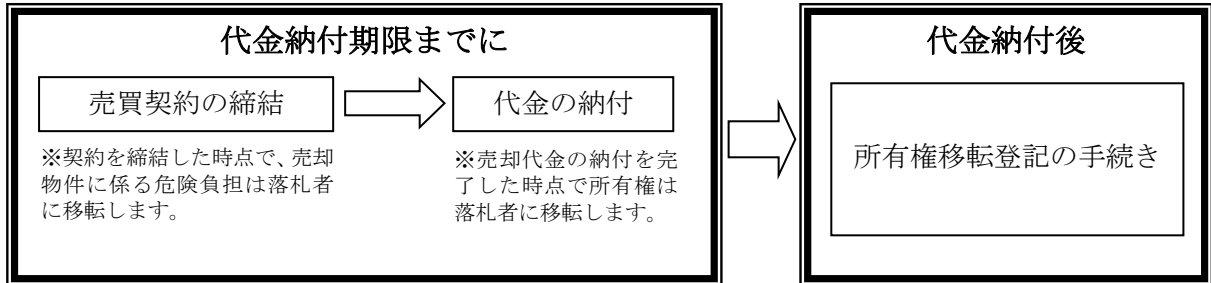 代金納付期限までに
売買契約の締結
代金の納付
※契約を締結した時点で、売却
物件に係る危険負担は落札者
に移転します。
※売却代金の納付を完
了した時点で所有権は
落札者に移転します。
代金納付後
所有権移転登記の手続き